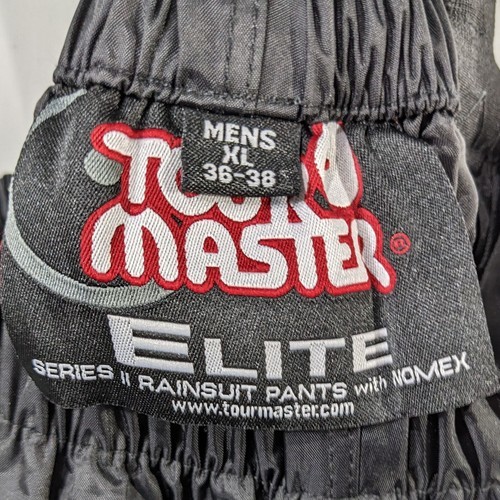 MENS
XL
36-38
TOUR
MASTER®
ELITE
SERIES II RAINSUIT PANTS with NOMEX
www.tourmaster.com